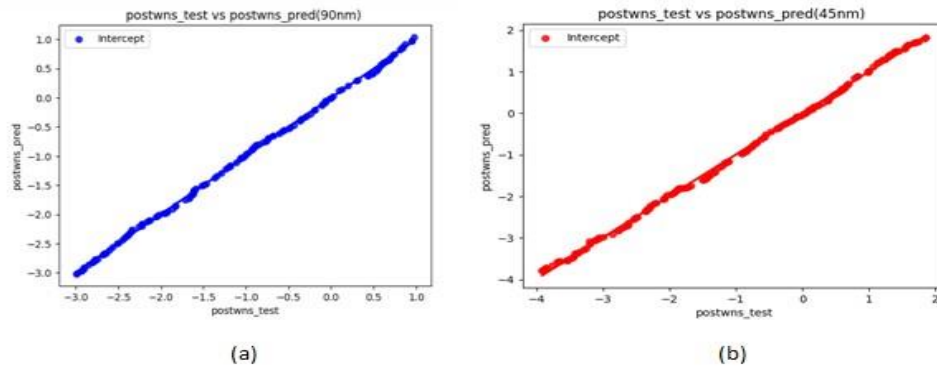 postwns_test vs postwns_pred(90nm)
Intercept
1.0
0.5
0.0
−0.5
−1.0
−1.5
−2.0
−2.5
−3.0
postwns_pred
−3.0 −2.5 −2.0 −1.5 −1.0 −0.5 0.0 0.5 1.0
postwns_test
(a)
postwns_test vs postwns_pred(45nm)
Intercept
2
1
0
−1
−2
−3
−4
postwns_pred
−4 −3 −2 −1 0 1 2
postwns_test
(b)